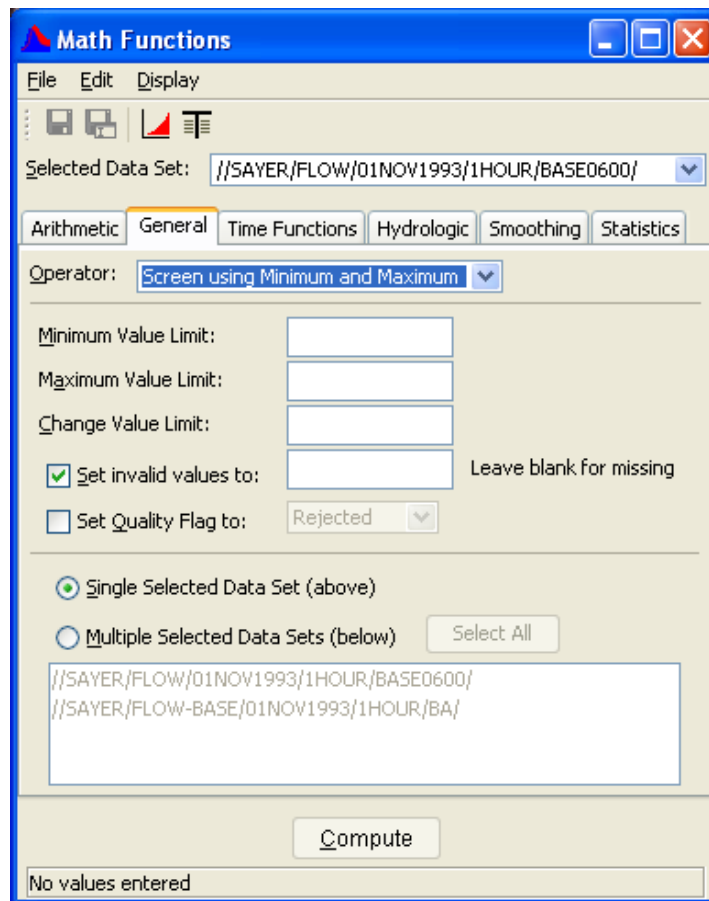 Math Functions
File Edit Display
Selected Data Set: //SAYER/FLOW/01NOV1993/1HOUR/BASE0600/
Arithmetic General Time Functions Hydrologic Smoothing Statistics
Operator: Screen using Minimum and Maximum
Minimum Value Limit:
Maximum Value Limit:
Change Value Limit:
Set invalid values to: Leave blank for missing
Set Quality Flag to: Rejected
Single Selected Data Set (above)
Multiple Selected Data Sets (below) Select All
//SAYER/FLOW/01NOV1993/1HOUR/BASE0600/
//SAYER/FLOW-BASE/01NOV1993/1HOUR/BA/
Compute
No values entered